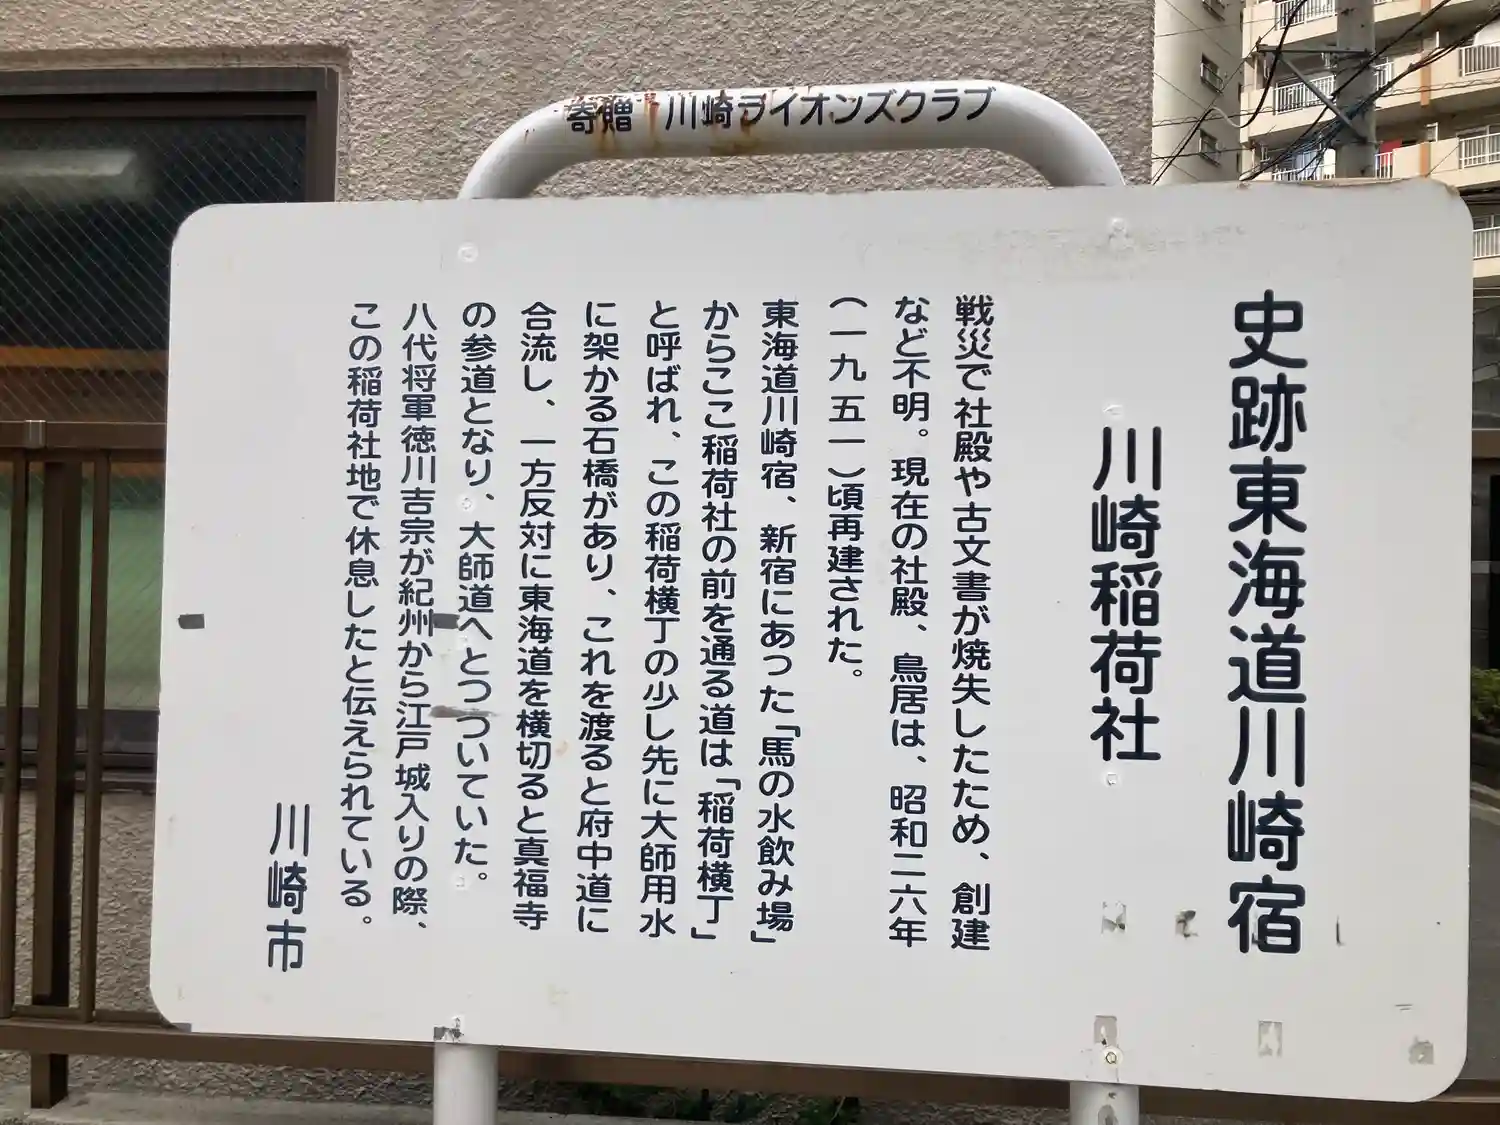 寄贈 川崎ライオンズクラブ
史跡東海道川崎宿
川崎稲荷社
戦災で社殿や古文書が焼失したため、創建
など不明。現在の社殿、鳥居は、昭和二六年
(一九五一)頃再建された。
東海道川崎宿、新宿にあった「馬の水飲み場」
からここ稲荷社の前を通る道は「稲荷横丁」
と呼ばれ、この稲荷横丁の少し先に大師用水
に架かる石橋があり、これを渡ると府中道に
合流し、一方反対に東海道を横切ると真福寺
の参道となり、大師道へとつづいていた。
八代将軍徳川吉宗が紀州から江戸城入りの際、
この稲荷社地で休息したと伝えられている。
川崎市